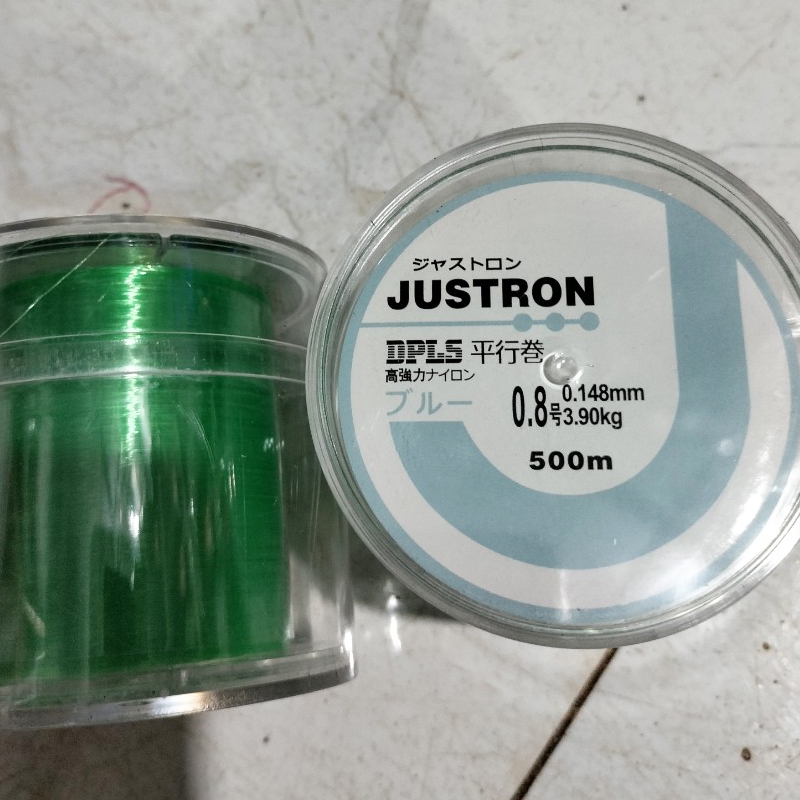 ジャストロン
JUSTRON
DPLS 平行巻
高強力ナイロン
ブルー
0.8号 0.148mm
3.90kg
500m